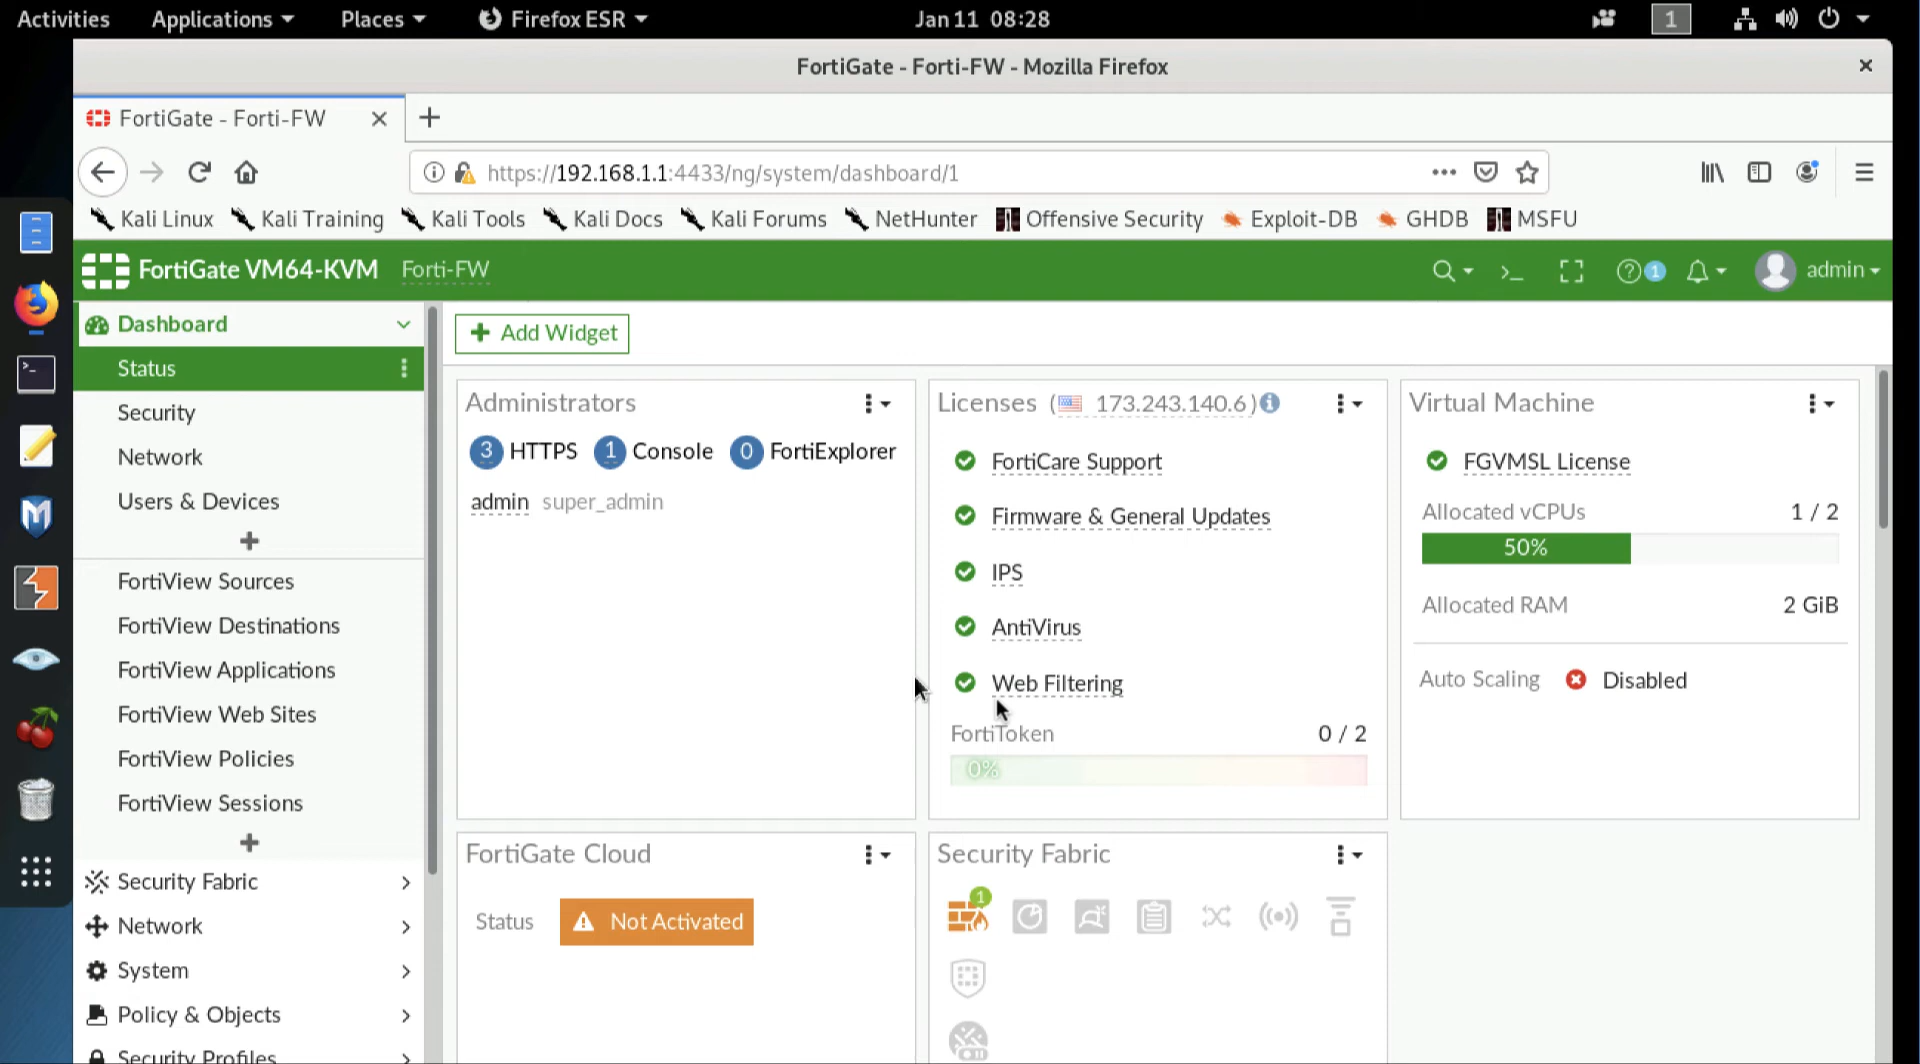 Activities Applications Places Firefox ESR Jan 11 08:28 1
FortiGate - Forti-FW - Mozilla Firefox
FortiGate - Forti-FW
https://192.168.1.1:4433/ng/system/dashboard/1
Kali Linux Kali Training Kali Tools Kali Docs Kali Forums NetHunter Offensive Security Exploit-DB GHDB MSFU
FortiGate VM64-KVM Forti-FW >_ ? 1 admin
Dashboard
Status
Security
Network
Users & Devices
FortiView Sources
FortiView Destinations
FortiView Applications
FortiView Web Sites
FortiView Policies
FortiView Sessions
Security Fabric
Network
System
Policy & Objects
Security Profiles
+ Add Widget
Administrators
3 HTTPS 1 Console 0 FortiExplorer
admin super_admin
Licenses (173.243.140.6)
FortiCare Support
Firmware & General Updates
IPS
AntiVirus
Web Filtering
FortiToken 0 / 2
0%
Virtual Machine
FGVMSL License
Allocated vCPUs 1 / 2
50%
Allocated RAM 2 GiB
Auto Scaling Disabled
FortiGate Cloud
Status Not Activated
Security Fabric
1